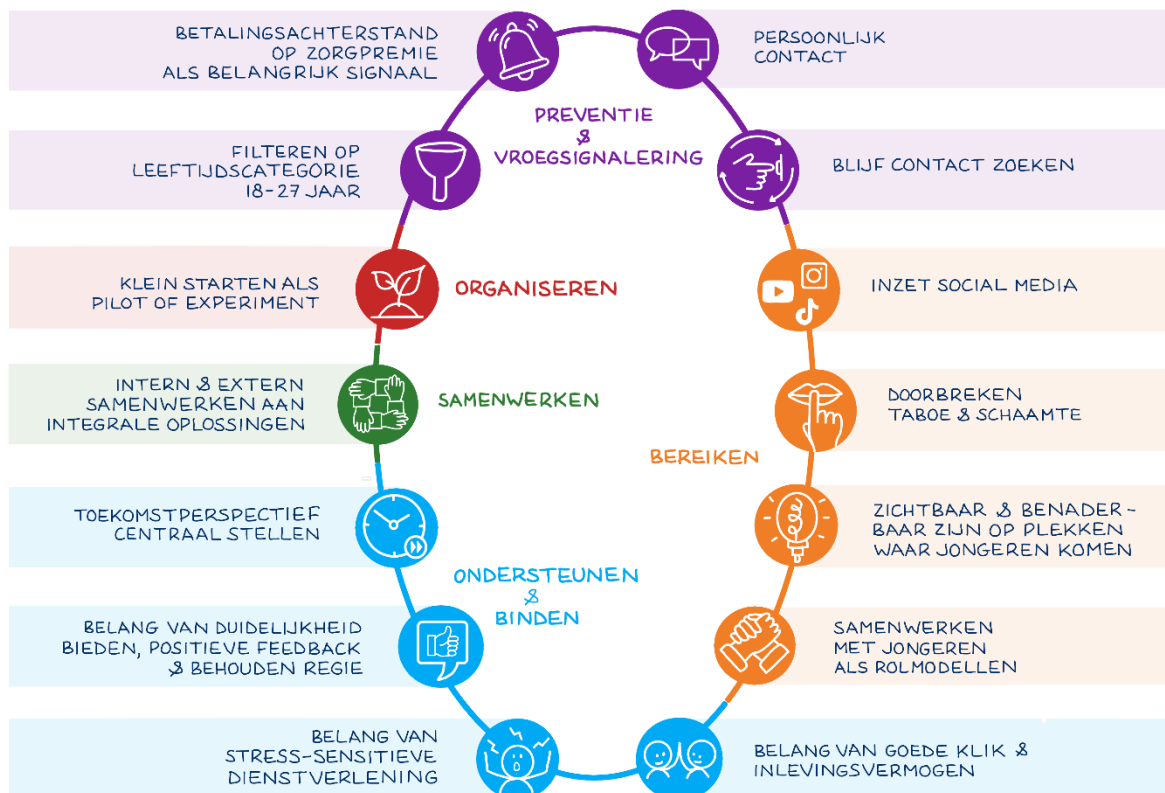 BETALINGSACHTERSTAND
OP ZORGPREMIE
ALS BELANGRIJK SIGNAAL
PERSOONLIJK
CONTACT
PREVENTIE
&
VROEGSIGNALERING
FILTEREN OP
LEEFTIJDSCATEGORIE
18-27 JAAR
BLIJF CONTACT ZOEKEN
KLEIN STARTEN ALS
PILOT OF EXPERIMENT
ORGANISEREN
INZET SOCIAL MEDIA
INTERN & EXTERN
SAMENWERKEN AAN
INTEGRALE OPLOSSINGEN
SAMENWERKEN
DOORBREKEN
TABOE & SCHAAMTE
BEREIKEN
TOEKOMSTPERSPECTIEF
CENTRAAL STELLEN
ZICHTBAAR & BENADER-
BAAR ZIJN OP PLEKKEN
WAAR JONGEREN KOMEN
ONDERSTEUNEN
&
BINDEN
BELANG VAN DUIDELIJKHEID
BIEDEN, POSITIEVE FEEDBACK
& BEHOUDEN REGIE
SAMENWERKEN
MET JONGEREN
ALS ROLMODELLEN
BELANG VAN
STRESS-SENSITIEVE
DIENSTVERLENING
BELANG VAN GOEDE KLIK &
INLEVINGSVERMOGEN